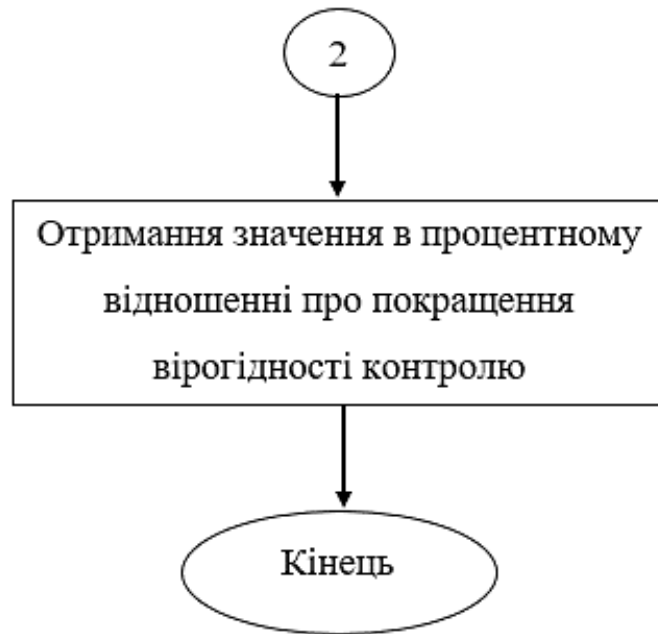 2
Отримання значення в процентному
відношенні про покращення
вірогідності контролю
Кінець